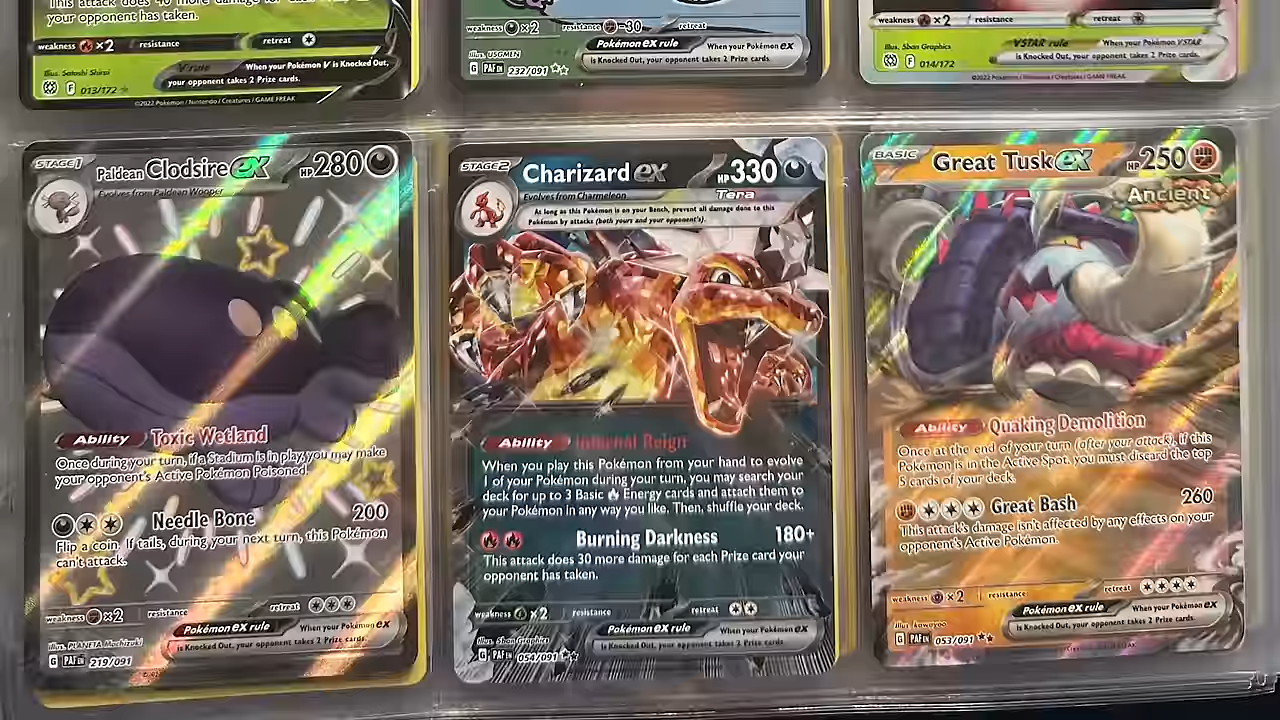 This attack does 40 more damage for each
your opponent has taken.
weakness ×2 resistance retreat
Illus. Satoshi Shirai
V rule When your Pokémon V is Knocked Out,
your opponent takes 2 Prize cards.
F 013/172
©2022 Pokémon / Nintendo / Creatures / GAME FREAK
weakness ×2 resistance -30 retreat
Illus. USGMEN
Pokémon ex rule When your Pokémon ex
is Knocked Out, your opponent takes 2 Prize cards.
G PAF EN 232/091
weakness ×2 resistance retreat
Illus. 5ban Graphics
VSTAR rule When your Pokémon VSTAR
is Knocked Out, your opponent takes 2 Prize cards.
F 014/172
©2022 Pokémon / Nintendo / Creatures / GAME FREAK
STAGE 1 Paldean Clodsire ex HP 280
Evolves from Paldean Wooper
Ability Toxic Wetland
Once during your turn, if a Stadium is in play, you may make
your opponent's Active Pokémon Poisoned.
Needle Bone 200
Flip a coin. If tails, during your next turn, this Pokémon
can't attack.
weakness ×2 resistance retreat
Illus. PLANETA Mochizuki
Pokémon ex rule When your Pokémon ex
is Knocked Out, your opponent takes 2 Prize cards.
G PAF EN 219/091
STAGE 2 Charizard ex HP 330
Evolves from Charmeleon Tera
As long as this Pokémon is on your Bench, prevent all damage done to this
Pokémon by attacks (both yours and your opponent's).
Ability Infernal Reign
When you play this Pokémon from your hand to evolve
1 of your Pokémon during your turn, you may search your
deck for up to 3 Basic Energy cards and attach them to
your Pokémon in any way you like. Then, shuffle your deck.
Burning Darkness 180+
This attack does 30 more damage for each Prize card your
opponent has taken.
weakness ×2 resistance retreat
Illus. 5ban Graphics
Pokémon ex rule When your Pokémon ex
is Knocked Out, your opponent takes 2 Prize cards.
G PAF EN 054/091
BASIC Great Tusk ex HP 250
Ancient
Ability Quaking Demolition
Once at the end of your turn (after your attack), if this
Pokémon is in the Active Spot, you must discard the top
5 cards of your deck.
Great Bash 260
This attack's damage isn't affected by any effects on your
opponent's Active Pokémon.
weakness ×2 resistance retreat
Illus. kawayoo
Pokémon ex rule When your Pokémon ex
is Knocked Out, your opponent takes 2 Prize cards.
G PAF EN 053/091